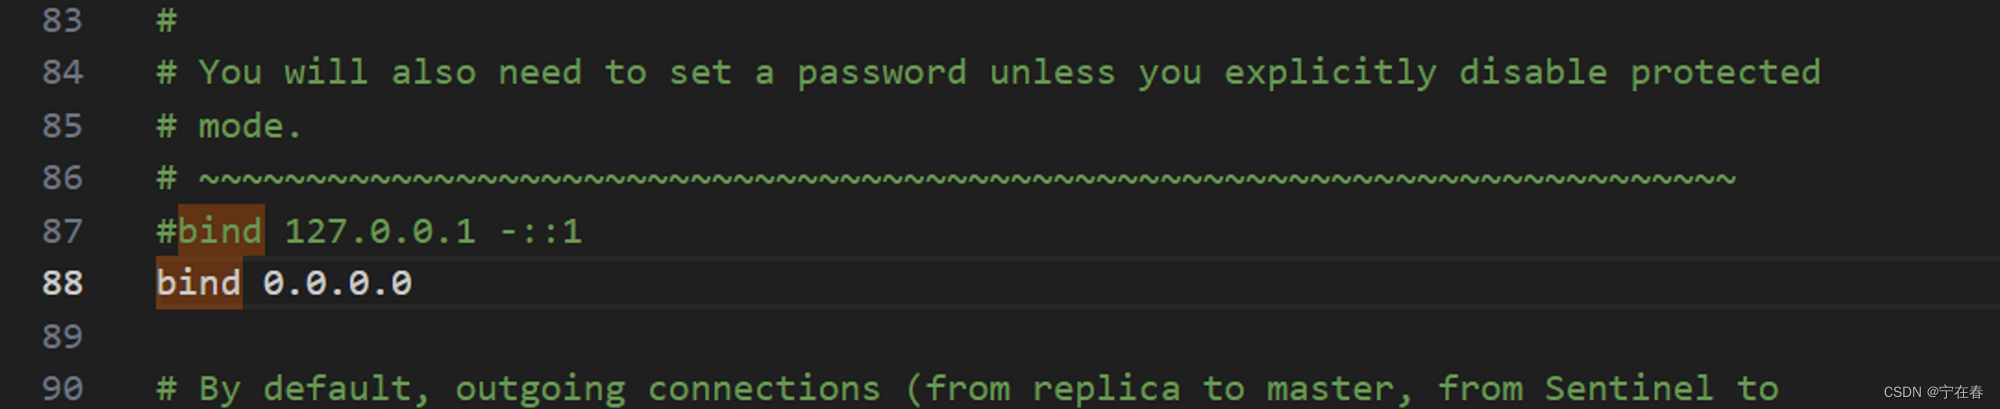 83 #
84 # You will also need to set a password unless you explicitly disable protected
85 # mode.
86 # ~~~~~~~~~~~~~~~~~~~~~~~~~~~~~~~~~~~~~~~~~~~~~~~~~~~~~~~~~~~~~~~~~~~~~~~~
87 #bind 127.0.0.1 -::1
88 bind 0.0.0.0
89
90 # By default, outgoing connections (from replica to master, from Sentinel to
CSDN @宁在春